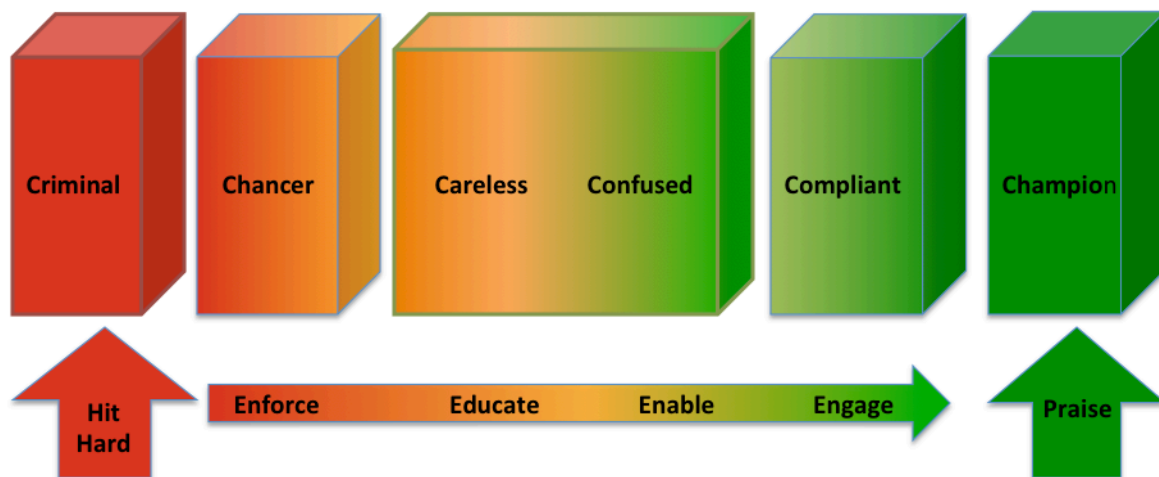 Criminal Chancer Careless Confused Compliant Champion
Hit
Hard
Enforce Educate Enable Engage
Praise